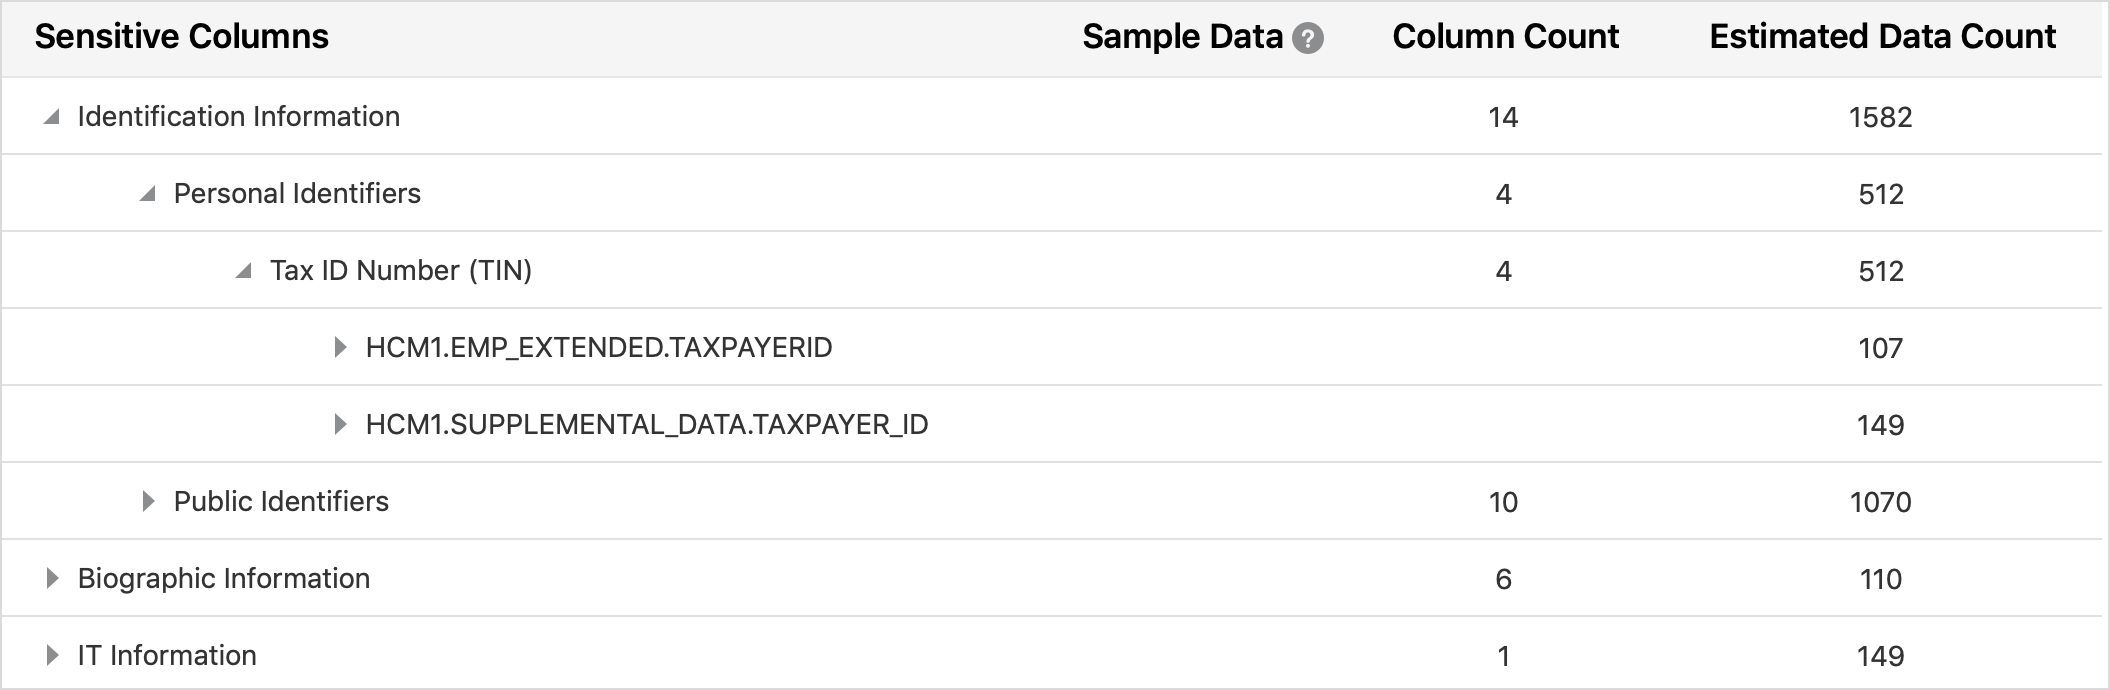 Sensitive Columns Sample Data ? Column Count Estimated Data Count
Identification Information 14 1582
Personal Identifiers 4 512
Tax ID Number (TIN) 4 512
HCM1.EMP_EXTENDED.TAXPAYERID 107
HCM1.SUPPLEMENTAL_DATA.TAXPAYER_ID 149
Public Identifiers 10 1070
Biographic Information 6 110
IT Information 1 149